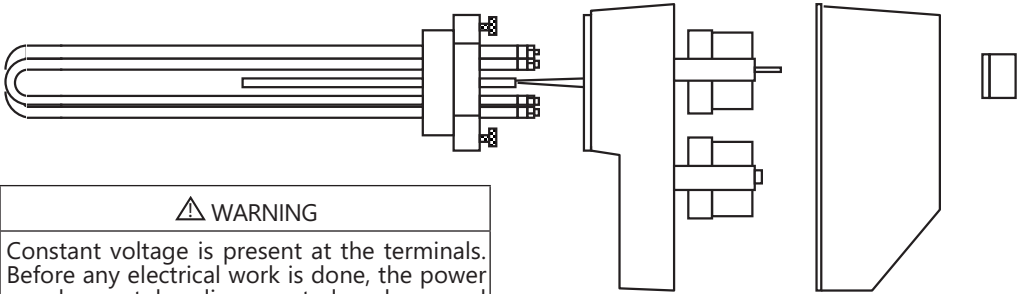 ⚠ WARNING
Constant voltage is present at the terminals.
Before any electrical work is done, the power